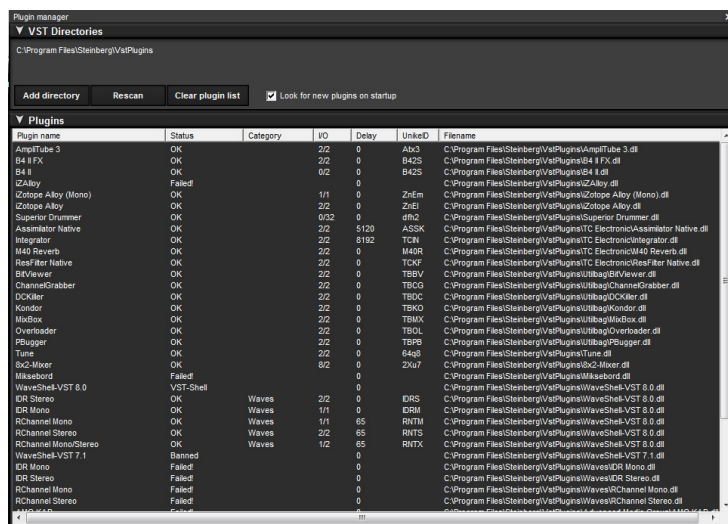 Plugin manager
VST Directories
C:\Program Files\Steinberg\VstPlugins
Add directory Rescan Clear plugin list Look for new plugins on startup
Plugins
Plugin name Status Category I/O Delay UnikeID Filename
AmpliTube 3 OK 2/2 0 Atx3 C:\Program Files\Steinberg\VstPlugins\AmpliTube 3.dll
B4 II FX OK 2/2 0 B42S C:\Program Files\Steinberg\VstPlugins\B4 II FX.dll
B4 II OK 0/2 0 B42S C:\Program Files\Steinberg\VstPlugins\B4 II.dll
iZAlloy Failed! 0 C:\Program Files\Steinberg\VstPlugins\iZAlloy.dll
iZotope Alloy (Mono) OK 1/1 0 ZnEm C:\Program Files\Steinberg\VstPlugins\iZotope Alloy (Mono).dll
iZotope Alloy OK 2/2 0 ZnEl C:\Program Files\Steinberg\VstPlugins\iZotope Alloy.dll
Superior Drummer OK 0/32 0 dfh2 C:\Program Files\Steinberg\VstPlugins\Superior Drummer.dll
Assimilator Native OK 2/2 5120 ASSK C:\Program Files\Steinberg\VstPlugins\TC Electronic\Assimilator Native.dll
Integrator OK 2/2 8192 TCIN C:\Program Files\Steinberg\VstPlugins\TC Electronic\Integrator.dll
M40 Reverb OK 2/2 0 M40R C:\Program Files\Steinberg\VstPlugins\TC Electronic\M40 Reverb.dll
ResFilter Native OK 2/2 0 TCKF C:\Program Files\Steinberg\VstPlugins\TC Electronic\ResFilter Native.dll
BitViewer OK 2/2 0 TBBV C:\Program Files\Steinberg\VstPlugins\Utilbag\BitViewer.dll
ChannelGrabber OK 2/2 0 TBCG C:\Program Files\Steinberg\VstPlugins\Utilbag\ChannelGrabber.dll
DCKiller OK 2/2 0 TBDC C:\Program Files\Steinberg\VstPlugins\Utilbag\DCKiller.dll
Kondor OK 2/2 0 TBKO C:\Program Files\Steinberg\VstPlugins\Utilbag\Kondor.dll
MixBox OK 2/2 0 TBMX C:\Program Files\Steinberg\VstPlugins\Utilbag\MixBox.dll
Overloader OK 2/2 0 TBOL C:\Program Files\Steinberg\VstPlugins\Utilbag\Overloader.dll
PBugger OK 2/2 0 TBPB C:\Program Files\Steinberg\VstPlugins\Utilbag\PBugger.dll
Tune OK 2/2 0 64q8 C:\Program Files\Steinberg\VstPlugins\Tune.dll
8x2-Mixer OK 8/2 0 2Xu7 C:\Program Files\Steinberg\VstPlugins\8x2-Mixer.dll
Miksebord Failed! 0 C:\Program Files\Steinberg\VstPlugins\Miksebord.dll
WaveShell-VST 8.0 VST-Shell 0 C:\Program Files\Steinberg\VstPlugins\WaveShell-VST 8.0.dll
IDR Stereo OK Waves 2/2 0 IDRS C:\Program Files\Steinberg\VstPlugins\WaveShell-VST 8.0.dll
IDR Mono OK Waves 1/1 0 IDRM C:\Program Files\Steinberg\VstPlugins\WaveShell-VST 8.0.dll
RChannel Mono OK Waves 1/1 65 RNTM C:\Program Files\Steinberg\VstPlugins\WaveShell-VST 8.0.dll
RChannel Stereo OK Waves 2/2 65 RNTS C:\Program Files\Steinberg\VstPlugins\WaveShell-VST 8.0.dll
RChannel Mono/Stereo OK Waves 1/2 65 RNTX C:\Program Files\Steinberg\VstPlugins\WaveShell-VST 8.0.dll
WaveShell-VST 7.1 Banned 0 C:\Program Files\Steinberg\VstPlugins\WaveShell-VST 7.1.dll
IDR Mono Failed! 0 C:\Program Files\Steinberg\VstPlugins\Waves\IDR Mono.dll
IDR Stereo Failed! 0 C:\Program Files\Steinberg\VstPlugins\Waves\IDR Stereo.dll
RChannel Mono Failed! 0 C:\Program Files\Steinberg\VstPlugins\Waves\RChannel Mono.dll
RChannel Stereo Failed! 0 C:\Program Files\Steinberg\VstPlugins\Waves\RChannel Stereo.dll